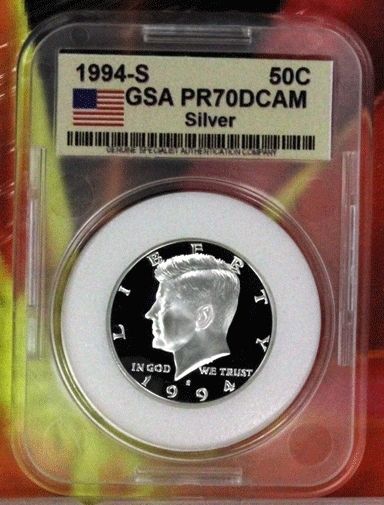 1994-S 50C
GSA PR70DCAM
Silver
GENUINE SPECIALIST AUTHENTICATION COMPANY
LIBERTY
IN GOD WE TRUST
S
1994